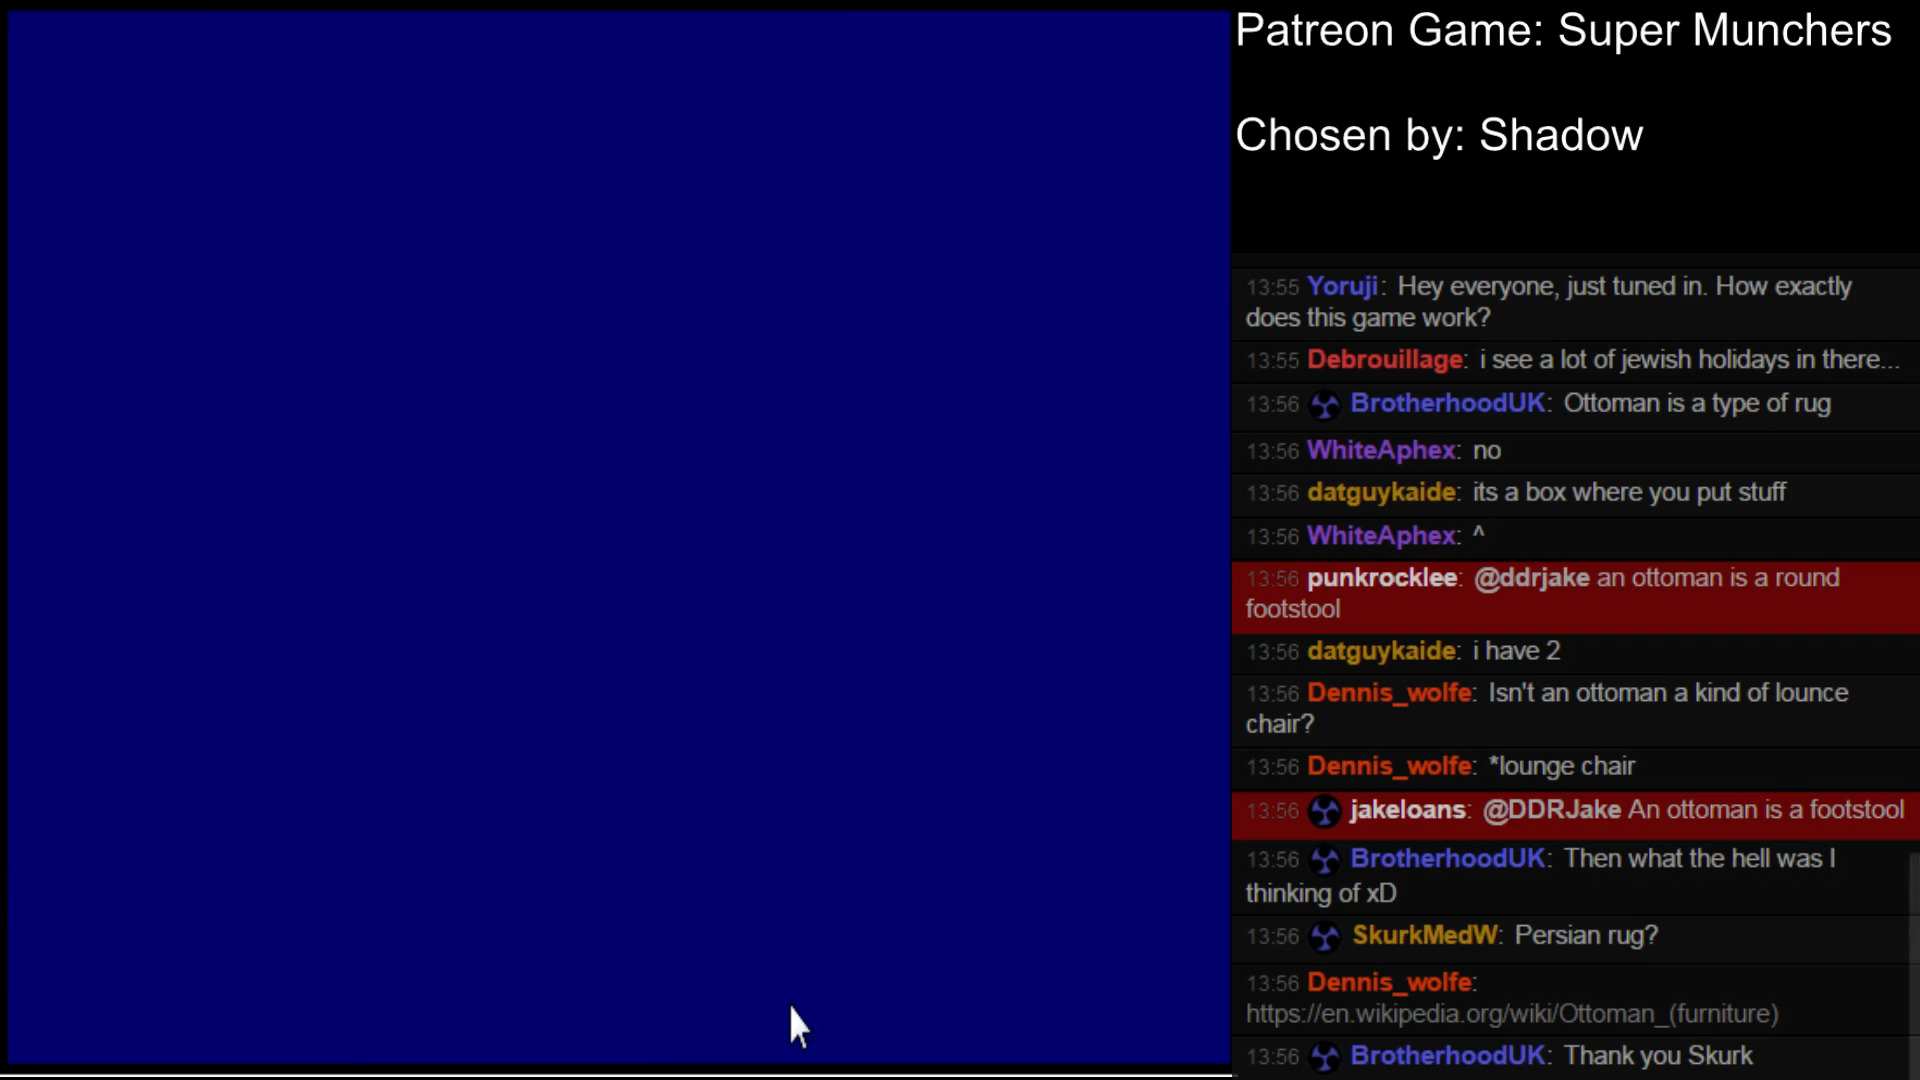 Patreon Game: Super Munchers
Chosen by: Shadow
13:55 Yoruji: Hey everyone, just tuned in. How exactly
does this game work?
13:55 Debrouillage: i see a lot of jewish holidays in there...
13:56 BrotherhoodUK: Ottoman is a type of rug
13:56 WhiteAphex: no
13:56 datguykaide: its a box where you put stuff
13:56 WhiteAphex: ^
13:56 punkrocklee: @ddrjake an ottoman is a round
footstool
13:56 datguykaide: i have 2
13:56 Dennis_wolfe: Isn't an ottoman a kind of lounce
chair?
13:56 Dennis_wolfe: *lounge chair
13:56 jakeloans: @DDRJake An ottoman is a footstool
13:56 BrotherhoodUK: Then what the hell was I
thinking of xD
13:56 SkurkMedW: Persian rug?
13:56 Dennis_wolfe:
https://en.wikipedia.org/wiki/Ottoman_(furniture)
13:56 BrotherhoodUK: Thank you Skurk